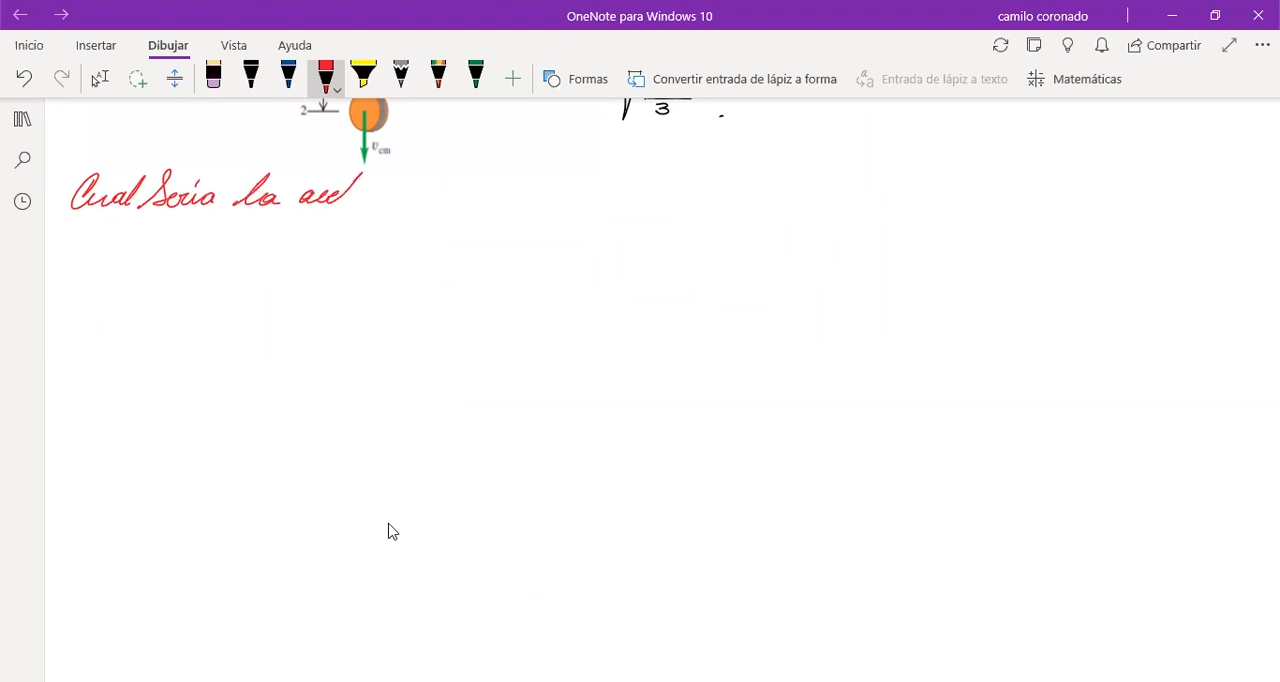 OneNote para Windows 10
camilo coronado
Inicio Insertar Dibujar Vista Ayuda
Compartir
Formas Convertir entrada de lápiz a forma Entrada de lápiz a texto Matemáticas
2
3
υcm
Cual Seria la